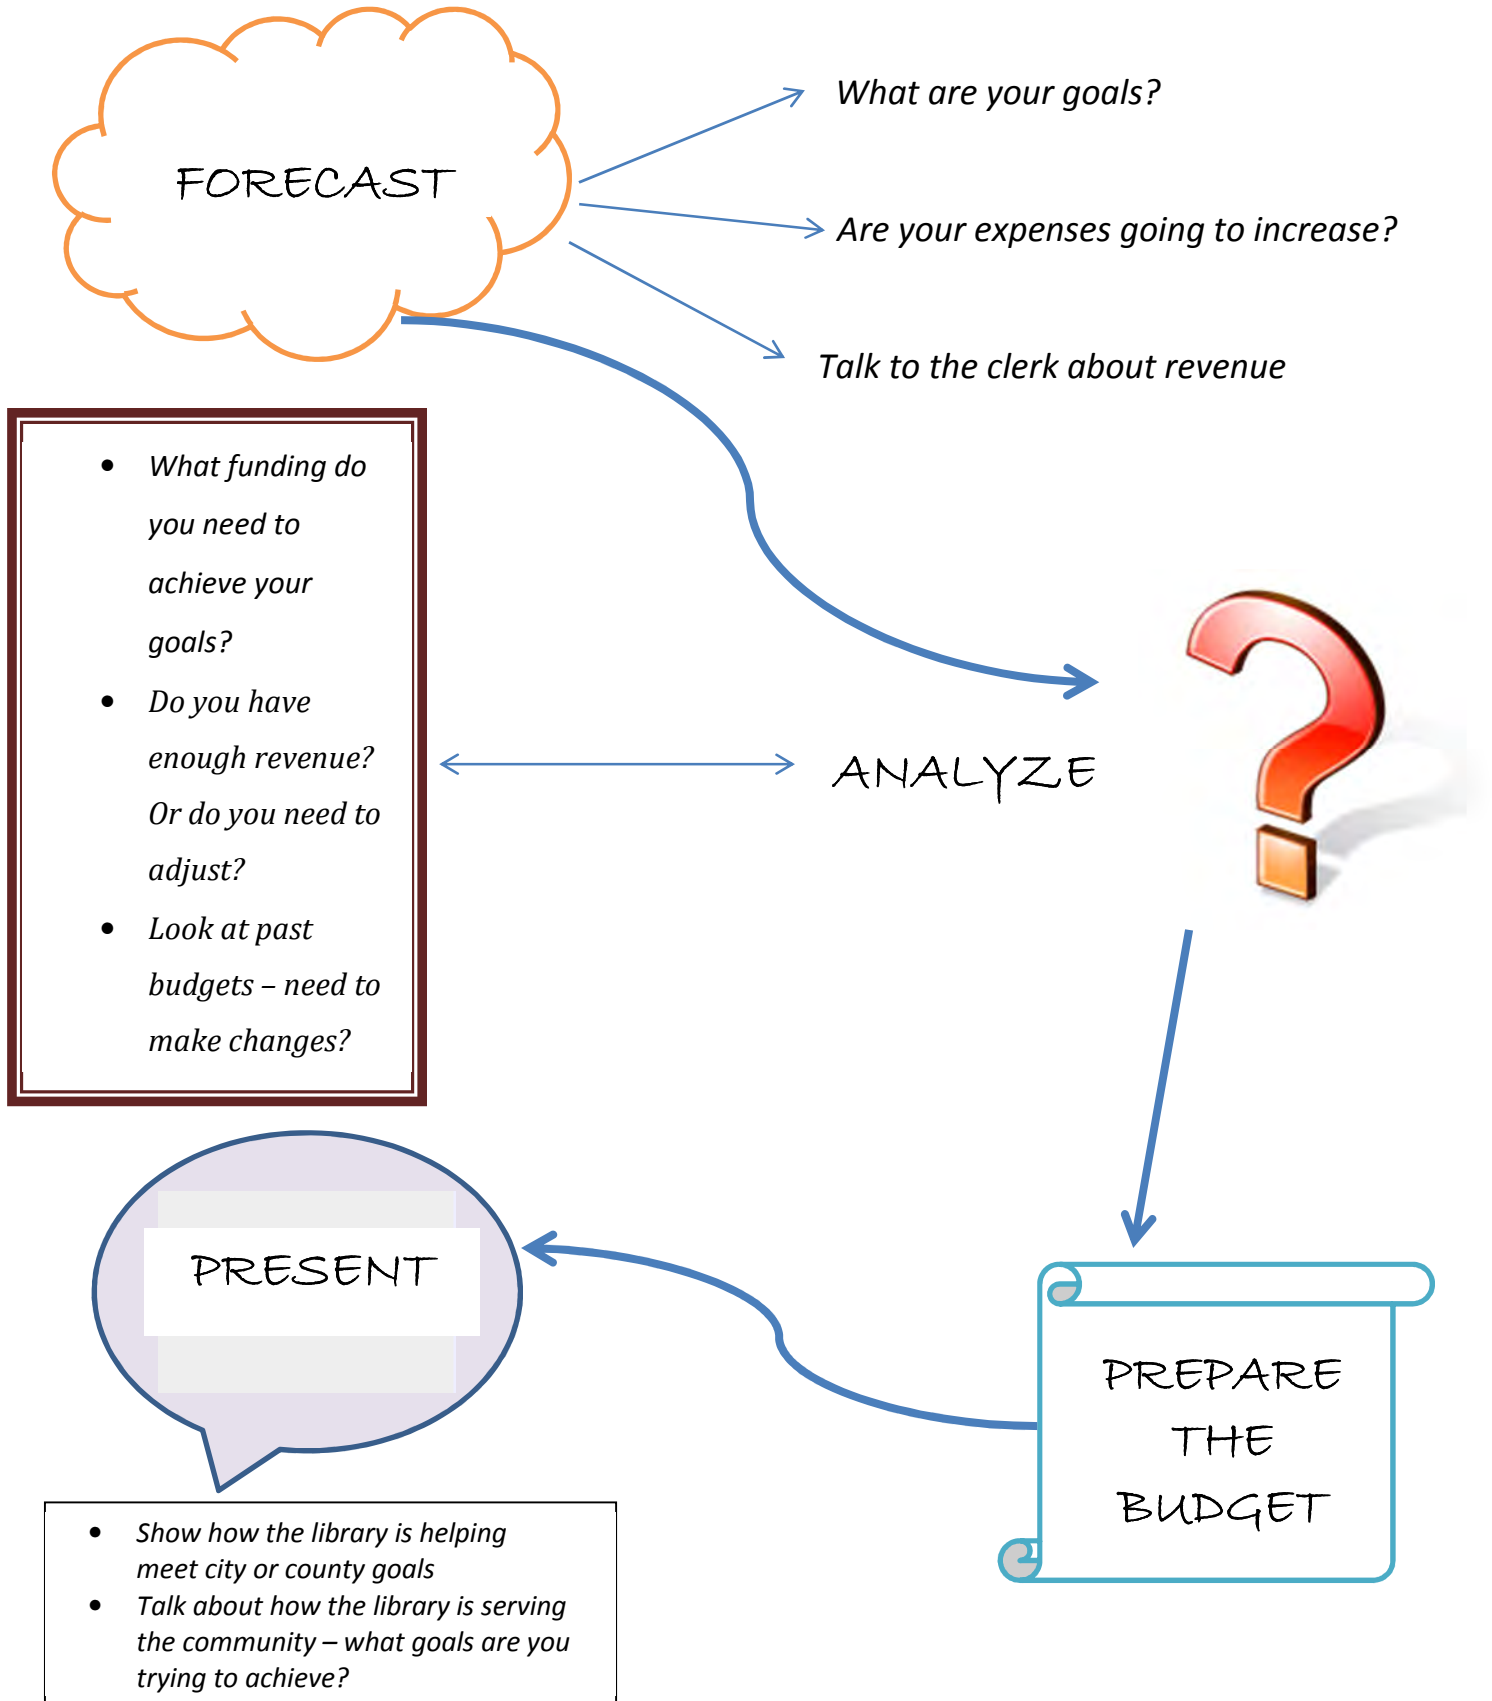 FORECAST
What are your goals?
Are your expenses going to increase?
Talk to the clerk about revenue
• What funding do
you need to
achieve your
goals?
• Do you have
enough revenue?
Or do you need to
adjust?
• Look at past
budgets – need to
make changes?
ANALYZE
PREPARE
THE
BUDGET
PRESENT
• Show how the library is helping
meet city or county goals
• Talk about how the library is serving
the community – what goals are you
trying to achieve?